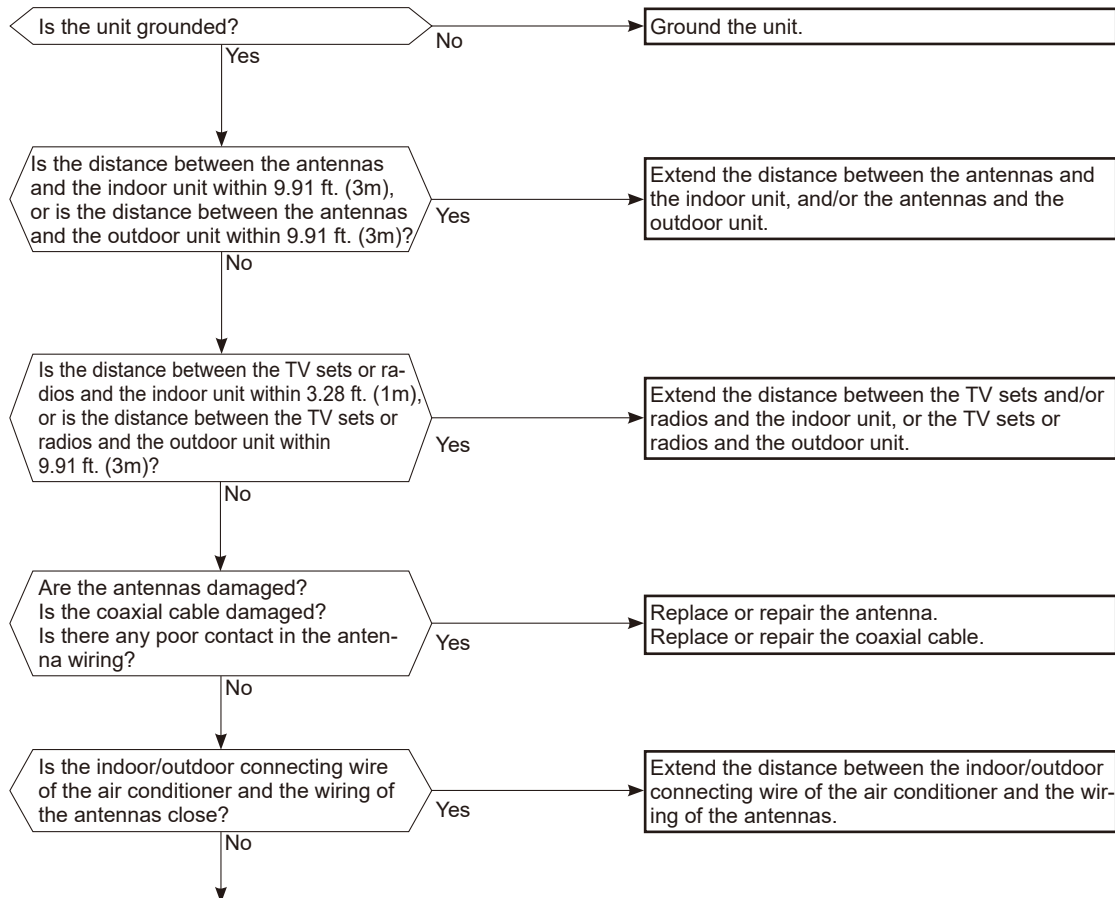 Is the unit grounded?
No
Ground the unit.
Yes
Is the distance between the antennas
and the indoor unit within 9.91 ft. (3m),
or is the distance between the antennas
and the outdoor unit within 9.91 ft. (3m)?
Yes
Extend the distance between the antennas and
the indoor unit, and/or the antennas and the
outdoor unit.
No
Is the distance between the TV sets or ra-
dios and the indoor unit within 3.28 ft. (1m),
or is the distance between the TV sets or
radios and the outdoor unit within
9.91 ft. (3m)?
Yes
Extend the distance between the TV sets and/or
radios and the indoor unit, or the TV sets or
radios and the outdoor unit.
No
Are the antennas damaged?
Is the coaxial cable damaged?
Is there any poor contact in the anten-
na wiring?
Yes
Replace or repair the antenna.
Replace or repair the coaxial cable.
No
Is the indoor/outdoor connecting wire
of the air conditioner and the wiring of
the antennas close?
Yes
Extend the distance between the indoor/outdoor
connecting wire of the air conditioner and the wir-
ing of the antennas.
No